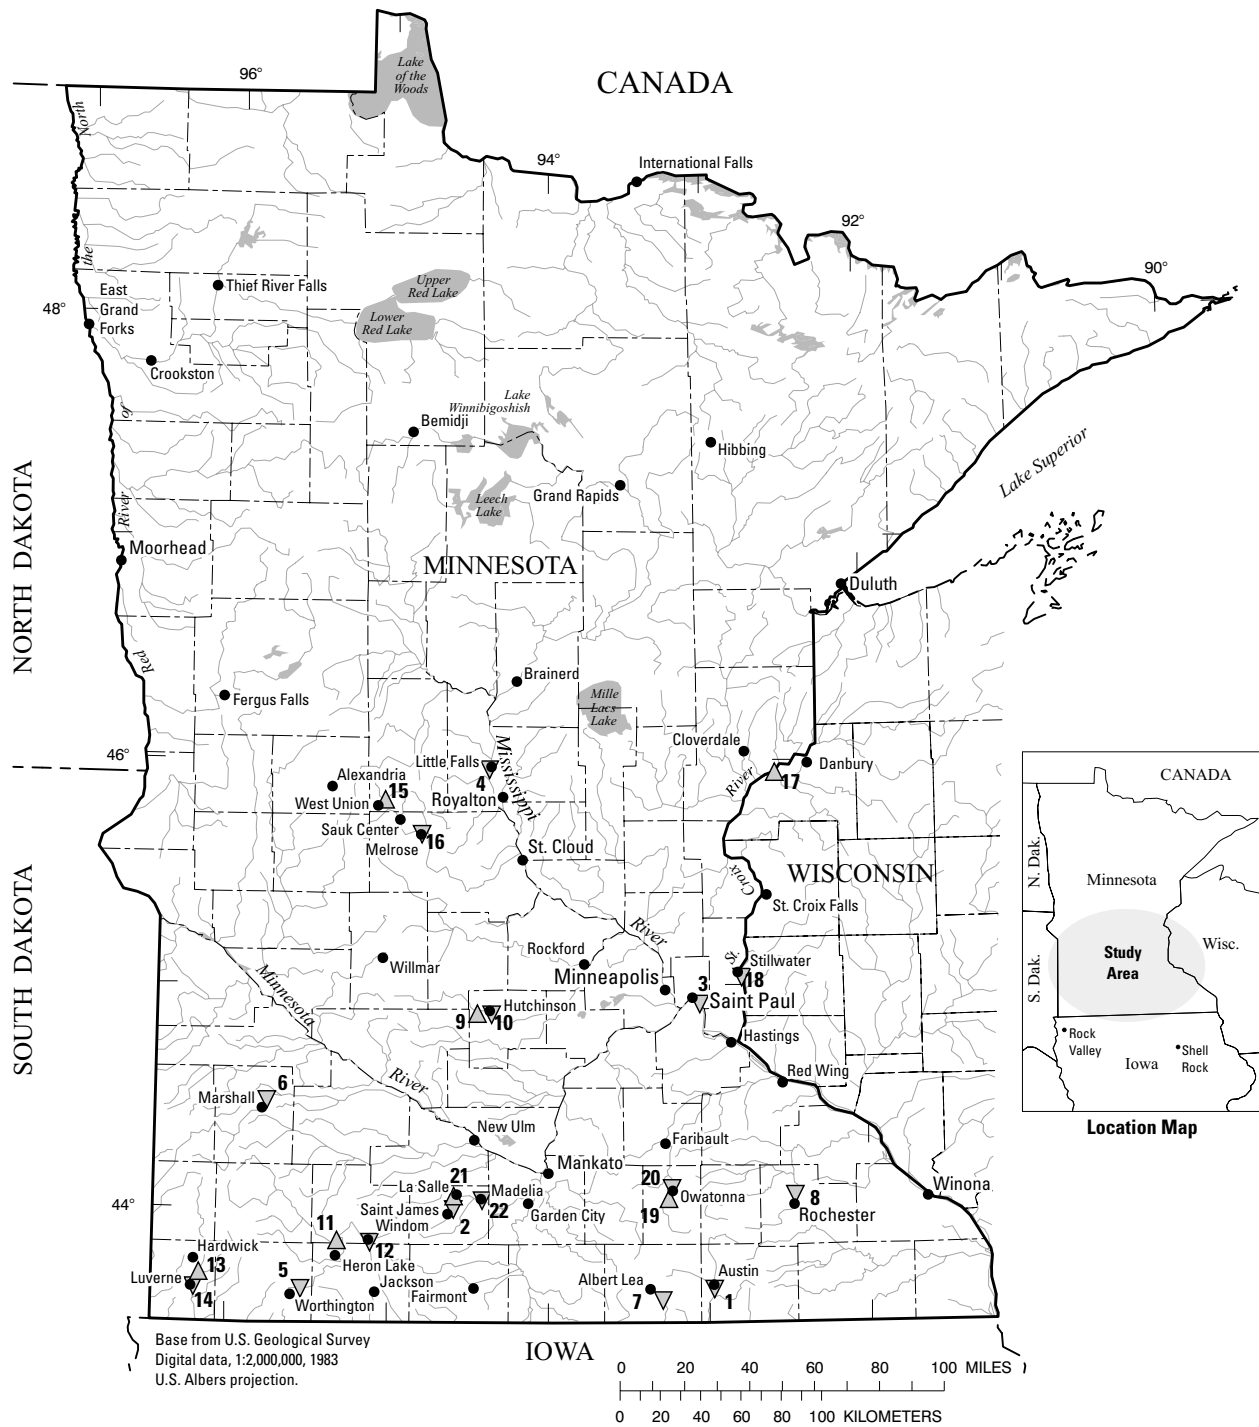 CANADA
96°
Lake
of the
Woods
94°
International Falls
92°
90°
North
the
of
River
Red
48°
East
Grand
Forks
Thief River Falls
Upper
Red Lake
Lower
Red Lake
Crookston
Lake
Winnibigoshish
Bemidji
Hibbing
Grand Rapids
Leech
Lake
Lake Superior
NORTH DAKOTA
Moorhead
MINNESOTA
Duluth
Brainerd
Fergus Falls
Mille
Lacs
Lake
Cloverdale
46°
Danbury
17
River
Little Falls
4
Mississippi
Alexandria
15
West Union
Royalton
Sauk Center
Melrose
16
St. Cloud
WISCONSIN
Croix
St. Croix Falls
River
Rockford
St.
Stillwater
18
Minneapolis
3
Saint Paul
SOUTH DAKOTA
Willmar
Minnesota
Hutchinson
9
10
Hastings
River
Red Wing
6
Marshall
New Ulm
Faribault
Mankato
21
La Salle
Madelia
20
Owatonna
8
Winona
44°
Saint James
22
Garden City
19
Rochester
11
Windom
2
12
Hardwick
13
Heron Lake
Luverne
5
Jackson
Albert Lea
Austin
14
Worthington
Fairmont
7
1
IOWA
Base from U.S. Geological Survey
Digital data, 1:2,000,000, 1983
U.S. Albers projection.
0 20 40 60 80 100 MILES
0 20 40 60 80 100 KILOMETERS
CANADA
N. Dak.
Minnesota
Wisc.
Study
Area
S. Dak.
Rock
Valley
Iowa
Shell
Rock
Location Map